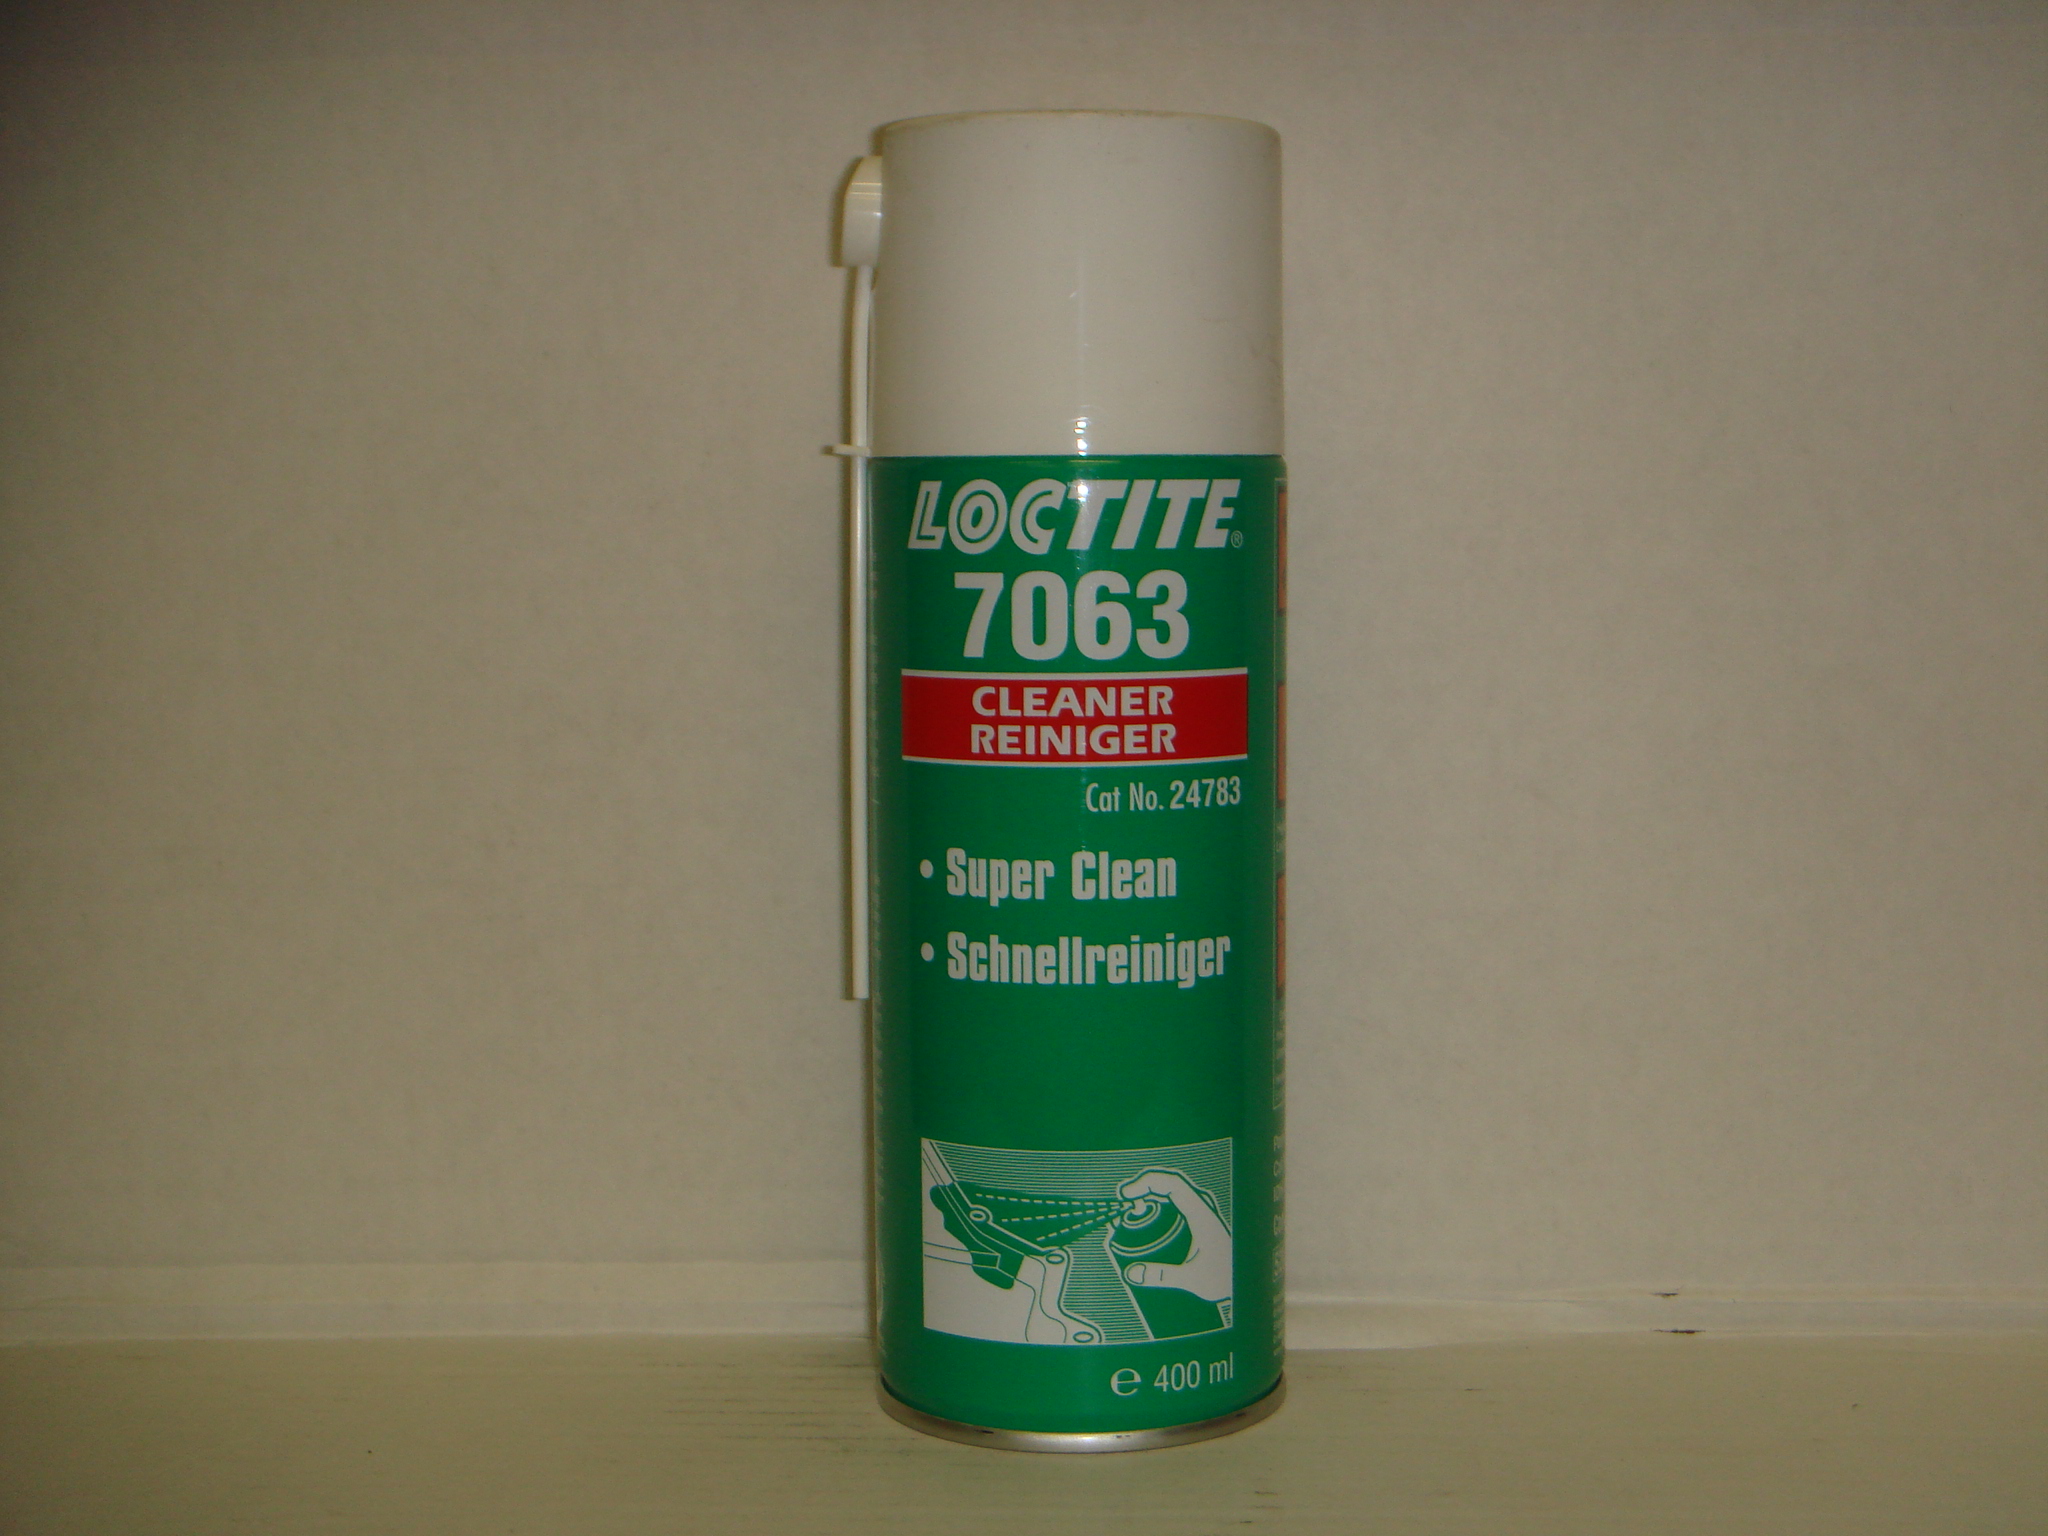 LOCTITE®
7063
CLEANER
REINIGER
Cat No. 24783
• Super Clean
• Schnellreiniger
℮ 400 ml